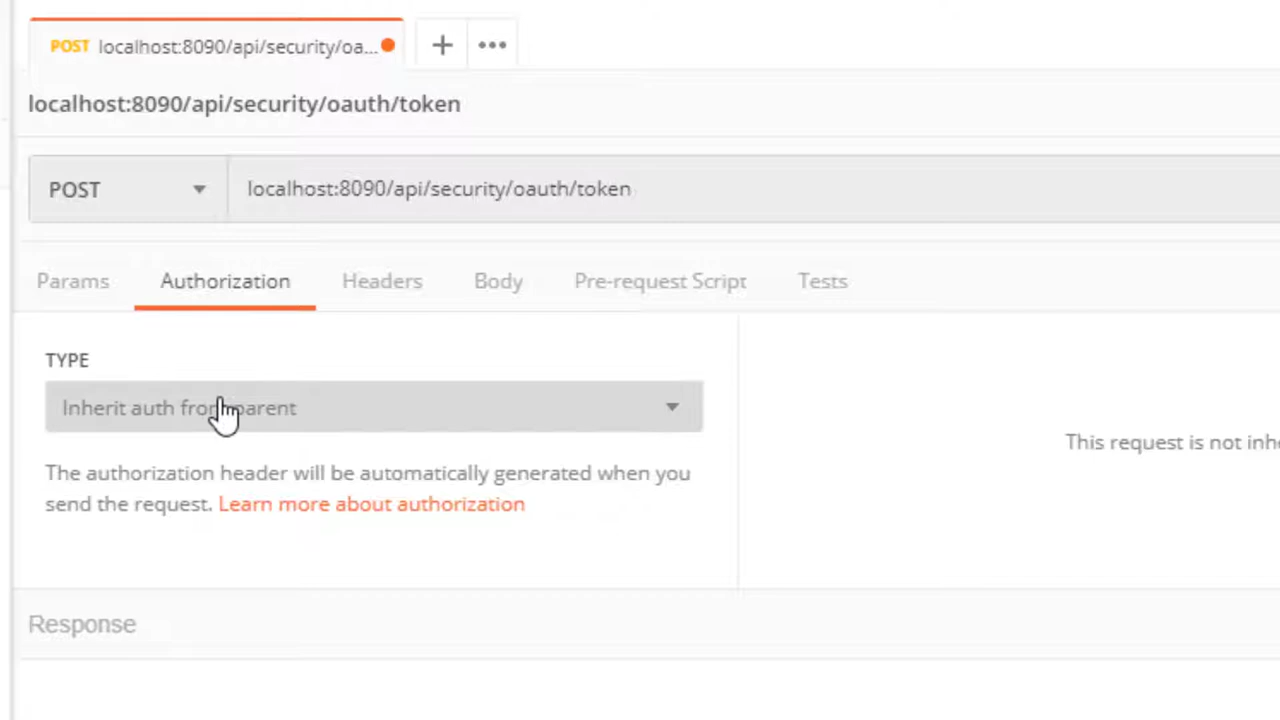 POST localhost:8090/api/security/oa... + •••
localhost:8090/api/security/oauth/token
POST localhost:8090/api/security/oauth/token
Params Authorization Headers Body Pre-request Script Tests
TYPE
Inherit auth from parent
The authorization header will be automatically generated when you
send the request. Learn more about authorization
This request is not inh
Response